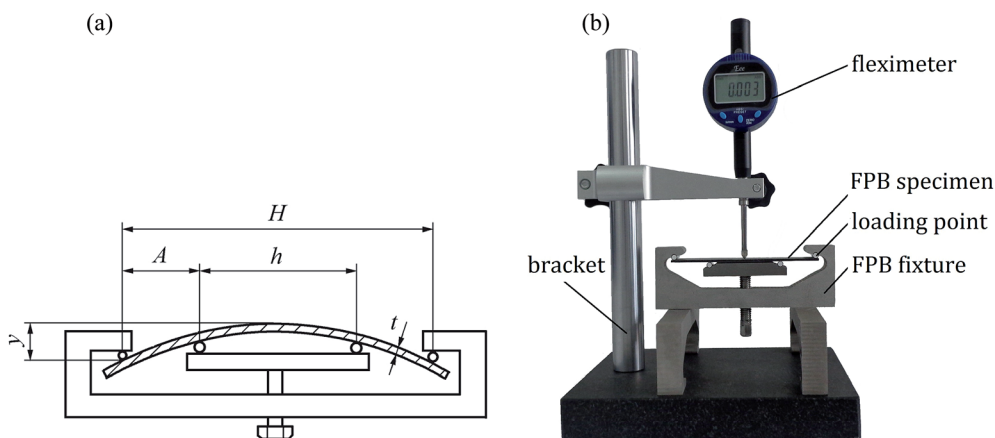 (a)
H
A
h
y
t
(b)
fleximeter
0.003
FPB specimen
loading point
FPB fixture
bracket